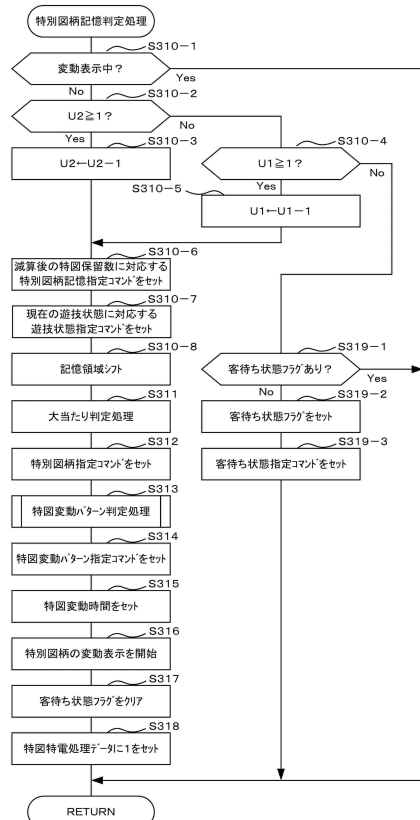 特別図柄記憶判定処理
S310-1
変動表示中？
Yes
No
S310-2
U2≧1？
No
Yes
S310-3
U2←U2-1
S310-4
U1≧1？
No
Yes
S310-5
U1←U1-1
S310-6
減算後の特図保留数に対応する
特別図柄記憶指定コマンドをセット
S310-7
現在の遊技状態に対応する
遊技状態指定コマンドをセット
S310-8
記憶領域シフト
S311
大当たり判定処理
S312
特別図柄指定コマンドをセット
S313
特図変動パターン判定処理
S314
特図変動パターン指定コマンドをセット
S315
特図変動時間をセット
S316
特別図柄の変動表示を開始
S317
客待ち状態フラグをクリア
S318
特図特電処理データに1をセット
S319-1
客待ち状態フラグあり？
Yes
No
S319-2
客待ち状態フラグをセット
S319-3
客待ち状態指定コマンドをセット
RETURN